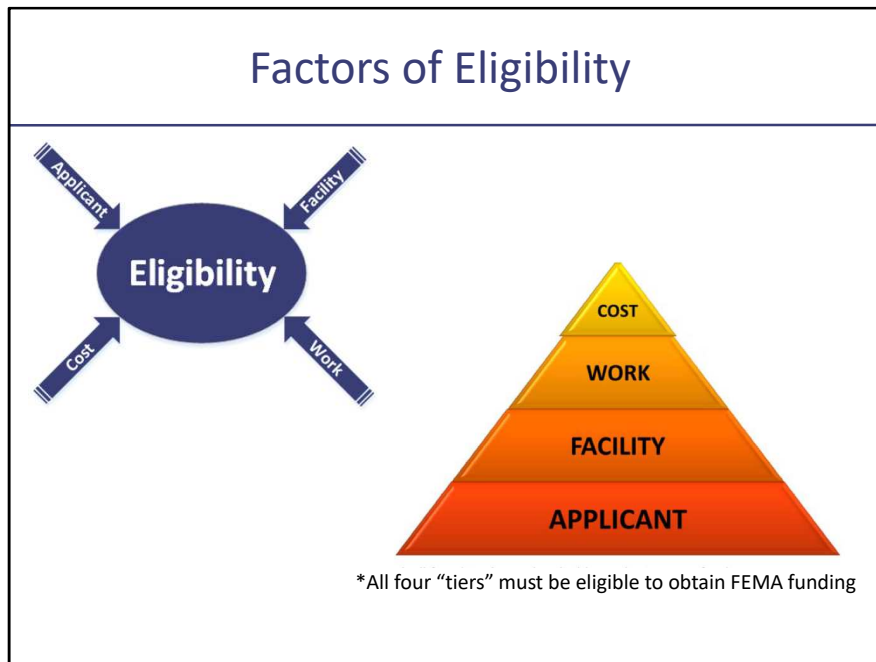 Factors of Eligibility
Applicant
Facility
Eligibility
Cost
Work
COST
WORK
FACILITY
APPLICANT
*All four “tiers” must be eligible to obtain FEMA funding